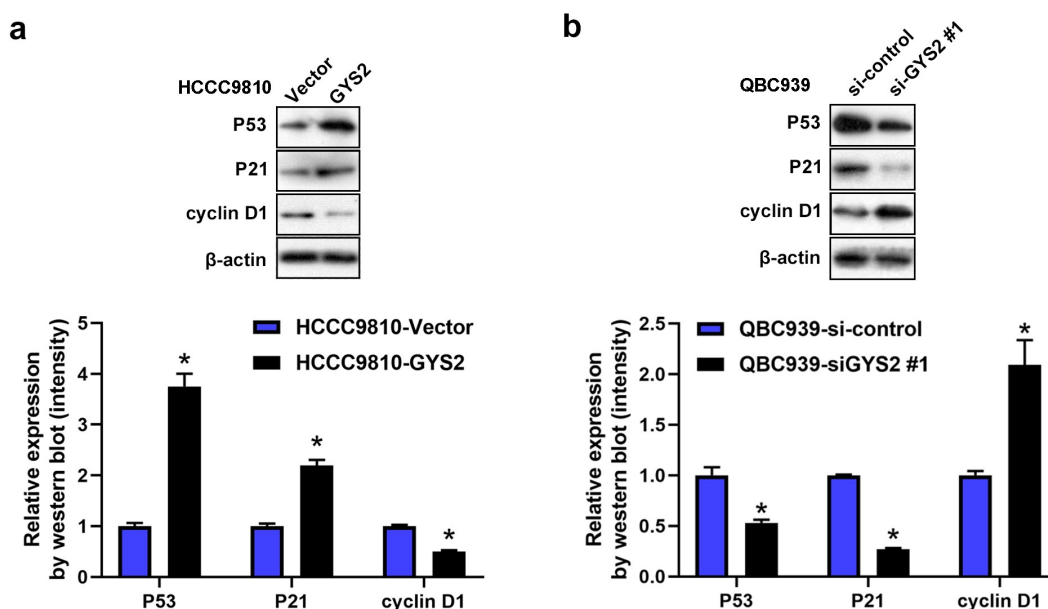 a
HCCC9810
Vector
GYS2
P53
P21
cyclin D1
β-actin
Relative expression
by western blot (intensity)
5
4
3
2
1
0
HCCC9810-Vector
HCCC9810-GYS2
*
*
*
P53
P21
cyclin D1
b
QBC939
si-control
si-GYS2 #1
P53
P21
cyclin D1
β-actin
Relative expression
by western blot (intensity)
2.5
2.0
1.5
1.0
0.5
0.0
QBC939-si-control
QBC939-siGYS2 #1
*
*
*
P53
P21
cyclin D1